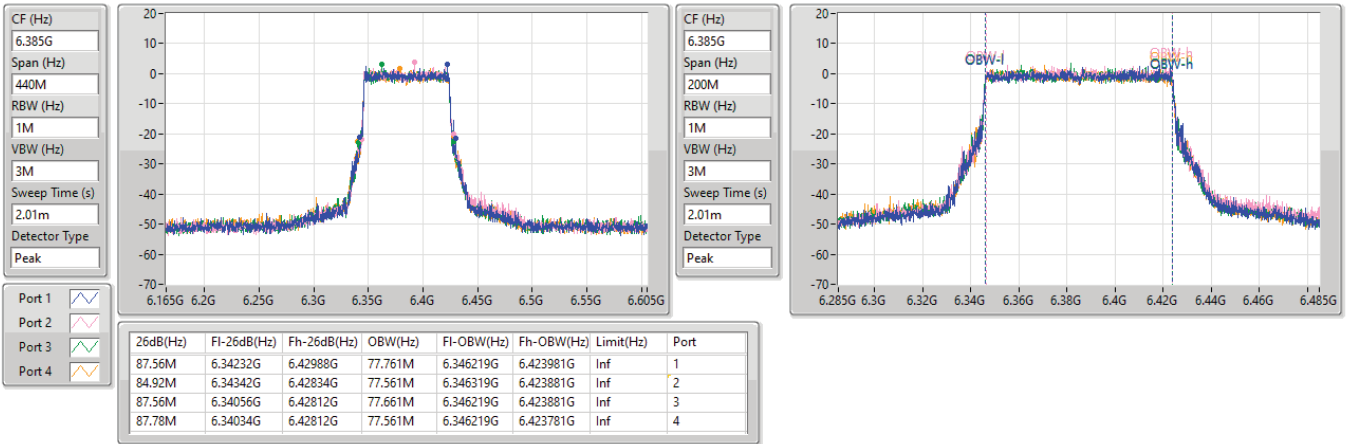 CF (Hz)
6.385G
Span (Hz)
440M
RBW (Hz)
1M
VBW (Hz)
3M
Sweep Time (s)
2.01m
Detector Type
Peak
20
10
0
-10
-20
-30
-40
-50
-60
-70
6.165G 6.2G 6.25G 6.3G 6.35G 6.4G 6.45G 6.5G 6.55G 6.605G
CF (Hz)
6.385G
Span (Hz)
200M
RBW (Hz)
1M
VBW (Hz)
3M
Sweep Time (s)
2.01m
Detector Type
Peak
20
10
0
-10
-20
-30
-40
-50
-60
-70
OBW-l
OBW-h
OBW-h
6.285G 6.3G 6.32G 6.34G 6.36G 6.38G 6.4G 6.42G 6.44G 6.46G 6.485G
Port 1
Port 2
Port 3
Port 4
26dB(Hz) Fl-26dB(Hz) Fh-26dB(Hz) OBW(Hz) Fl-OBW(Hz) Fh-OBW(Hz) Limit(Hz) Port
87.56M 6.34232G 6.42988G 77.761M 6.346219G 6.423981G Inf 1
84.92M 6.34342G 6.42834G 77.561M 6.346319G 6.423881G Inf 2
87.56M 6.34056G 6.42812G 77.661M 6.346219G 6.423881G Inf 3
87.78M 6.34034G 6.42812G 77.561M 6.346219G 6.423781G Inf 4